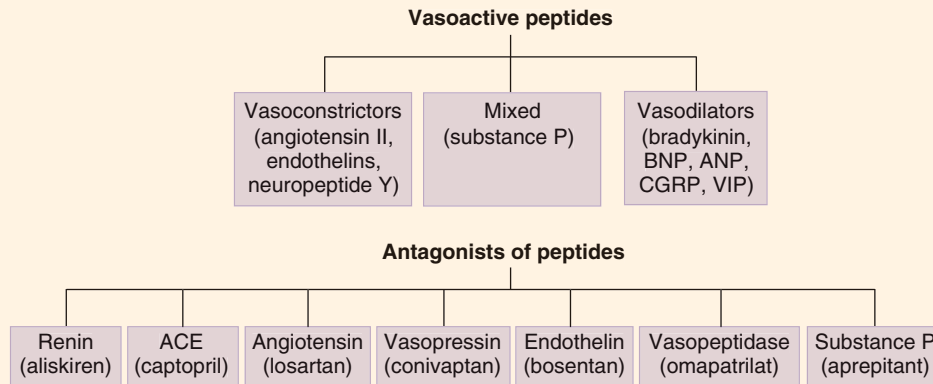 Vasoactive peptides
Vasoconstrictors
(angiotensin II,
endothelins,
neuropeptide Y)
Mixed
(substance P)
Vasodilators
(bradykinin,
BNP, ANP,
CGRP, VIP)
Antagonists of peptides
Renin
(aliskiren)
ACE
(captopril)
Angiotensin
(losartan)
Vasopressin
(conivaptan)
Endothelin
(bosentan)
Vasopeptidase
(omapatrilat)
Substance P
(aprepitant)